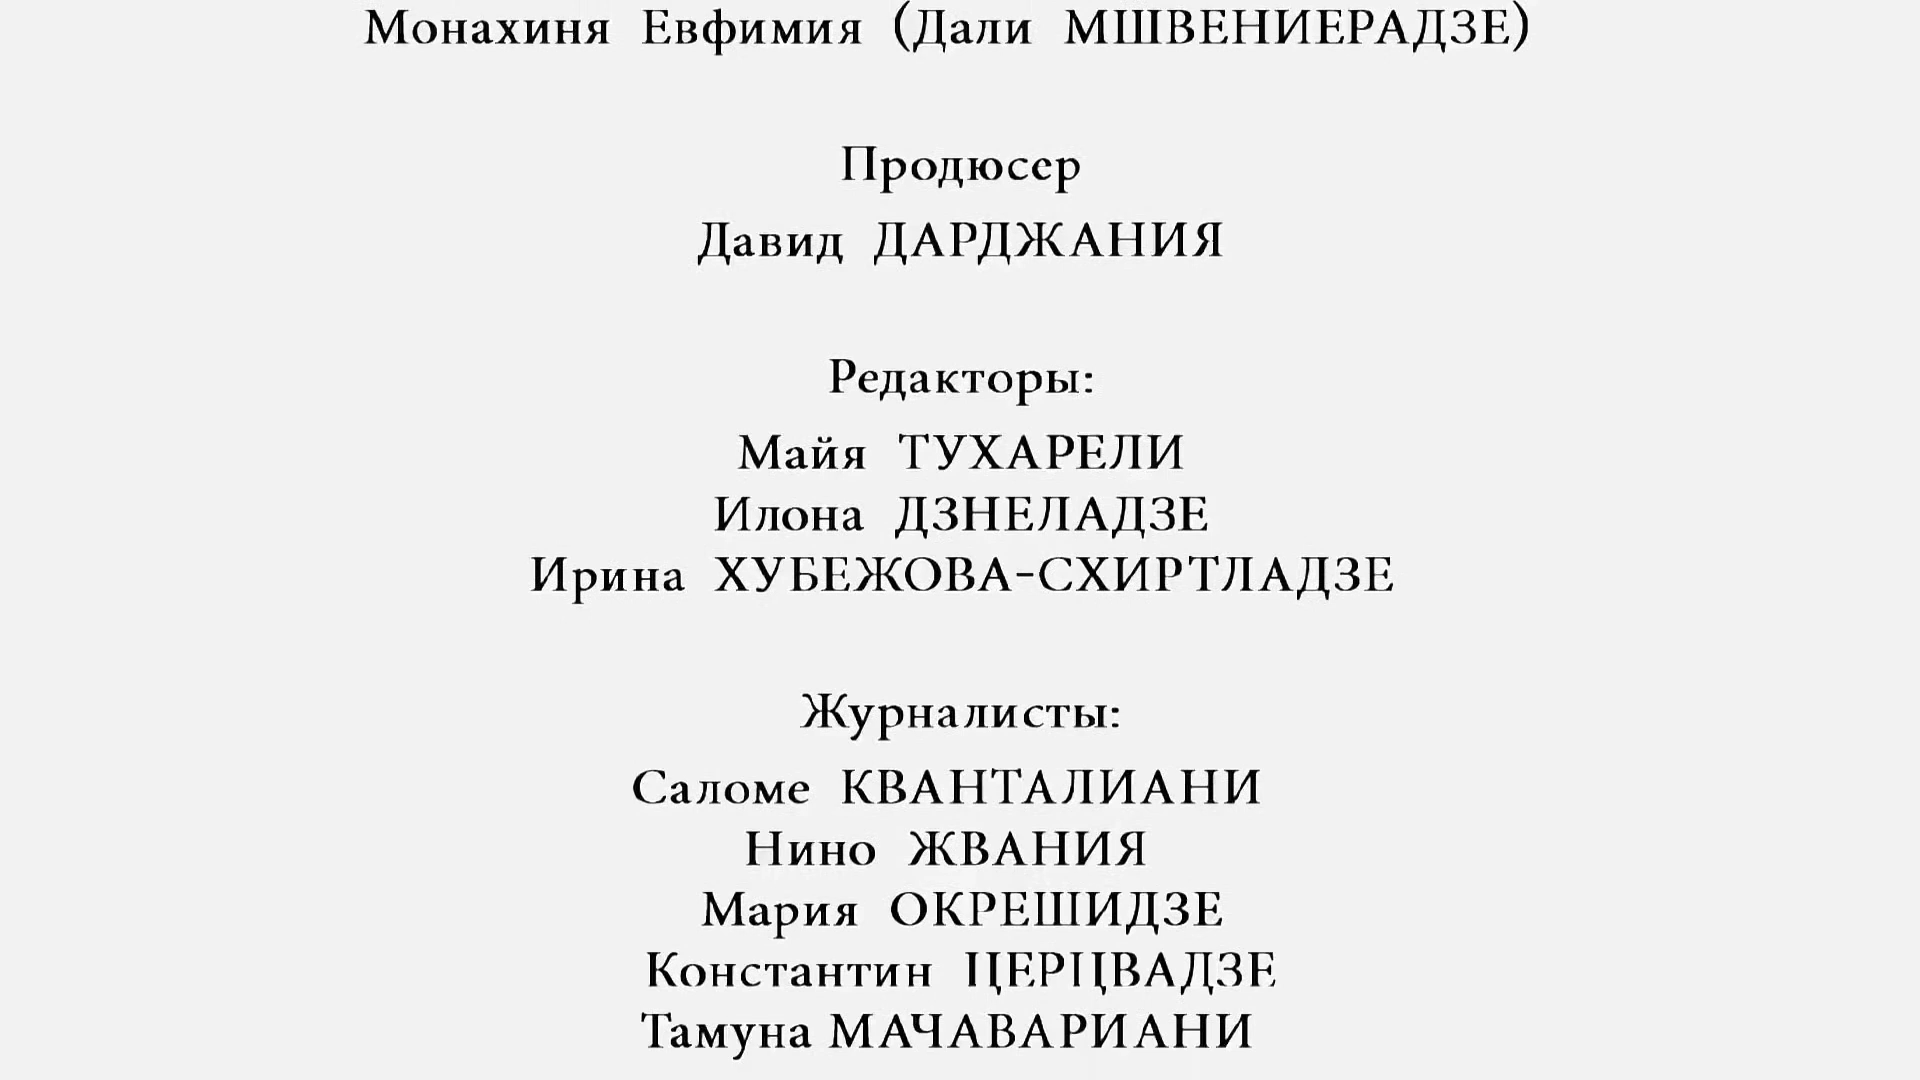 Монахиня Евфимия (Дали МШВЕНИЕРАДЗЕ)
Продюсер
Давид ДАРДЖАНИЯ
Редакторы:
Майя ТУХАРЕЛИ
Илона ДЗНЕЛАДЗЕ
Ирина ХУБЕЖОВА-СХИРТЛАДЗЕ
Журналисты:
Саломе КВАНТАЛИАНИ
Нино ЖВАНИЯ
Мария ОКРЕШИДЗЕ
Константин ЦЕРЦВАДЗЕ
Тамуна МАЧАВАРИАНИ